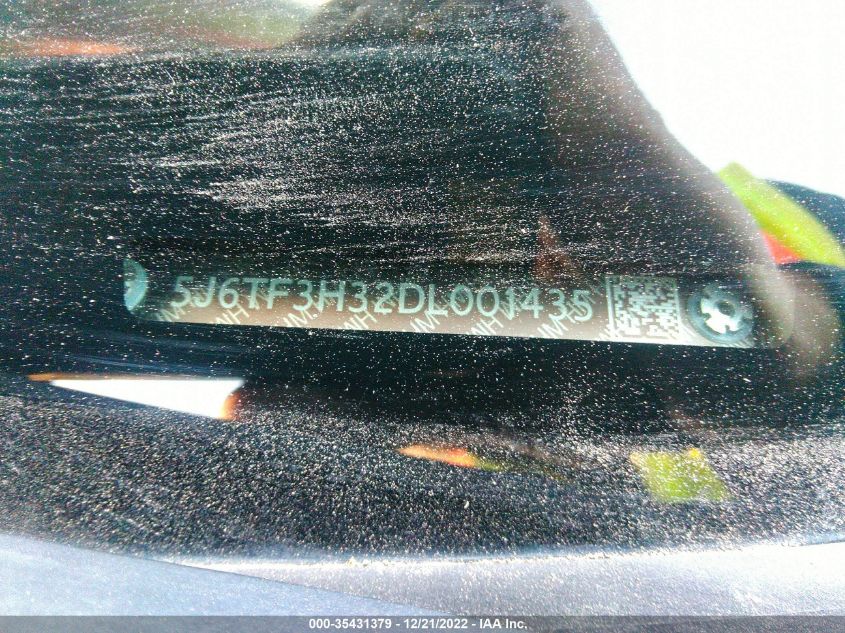 5J6TF3H32DL001435
000-35431379 - 12/21/2022 - IAA Inc.